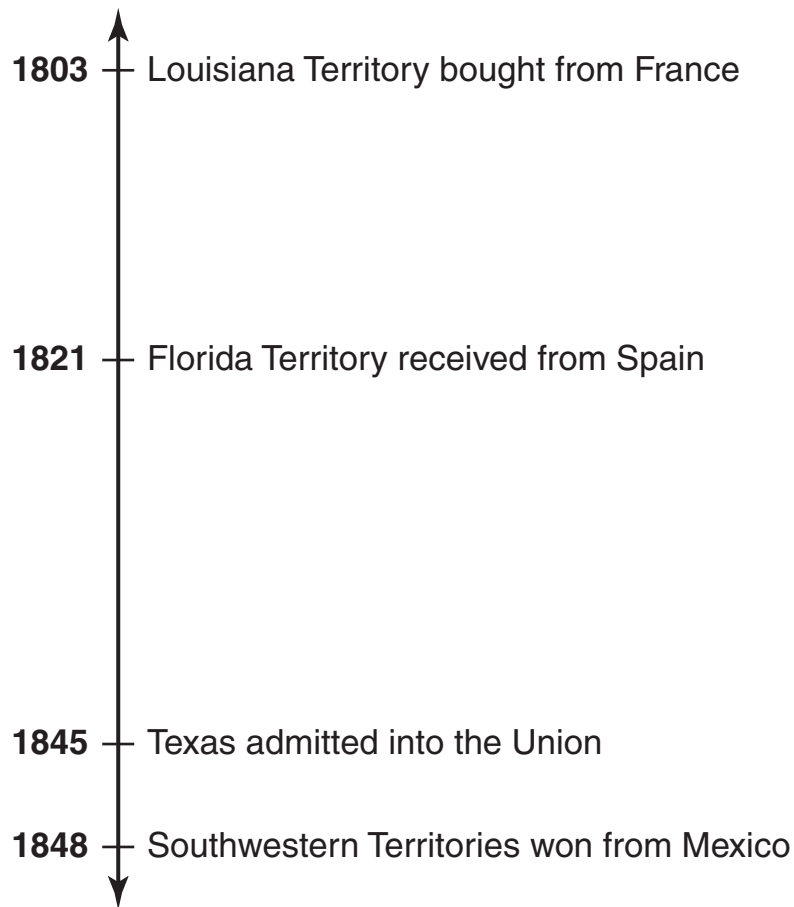 1803 Louisiana Territory bought from France
1821 Florida Territory received from Spain
1845 Texas admitted into the Union
1848 Southwestern Territories won from Mexico